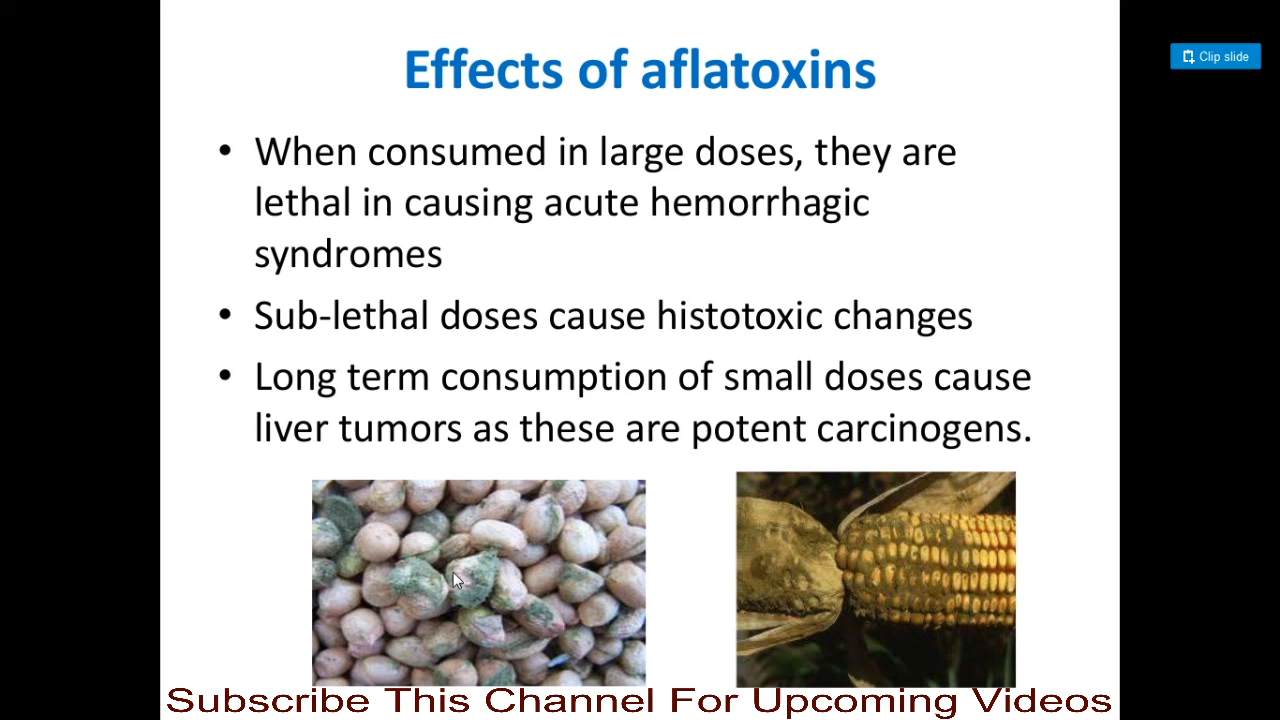 Effects of aflatoxins
Clip slide
• When consumed in large doses, they are
lethal in causing acute hemorrhagic
syndromes
• Sub-lethal doses cause histotoxic changes
• Long term consumption of small doses cause
liver tumors as these are potent carcinogens.
Subscribe This Channel For Upcoming Videos